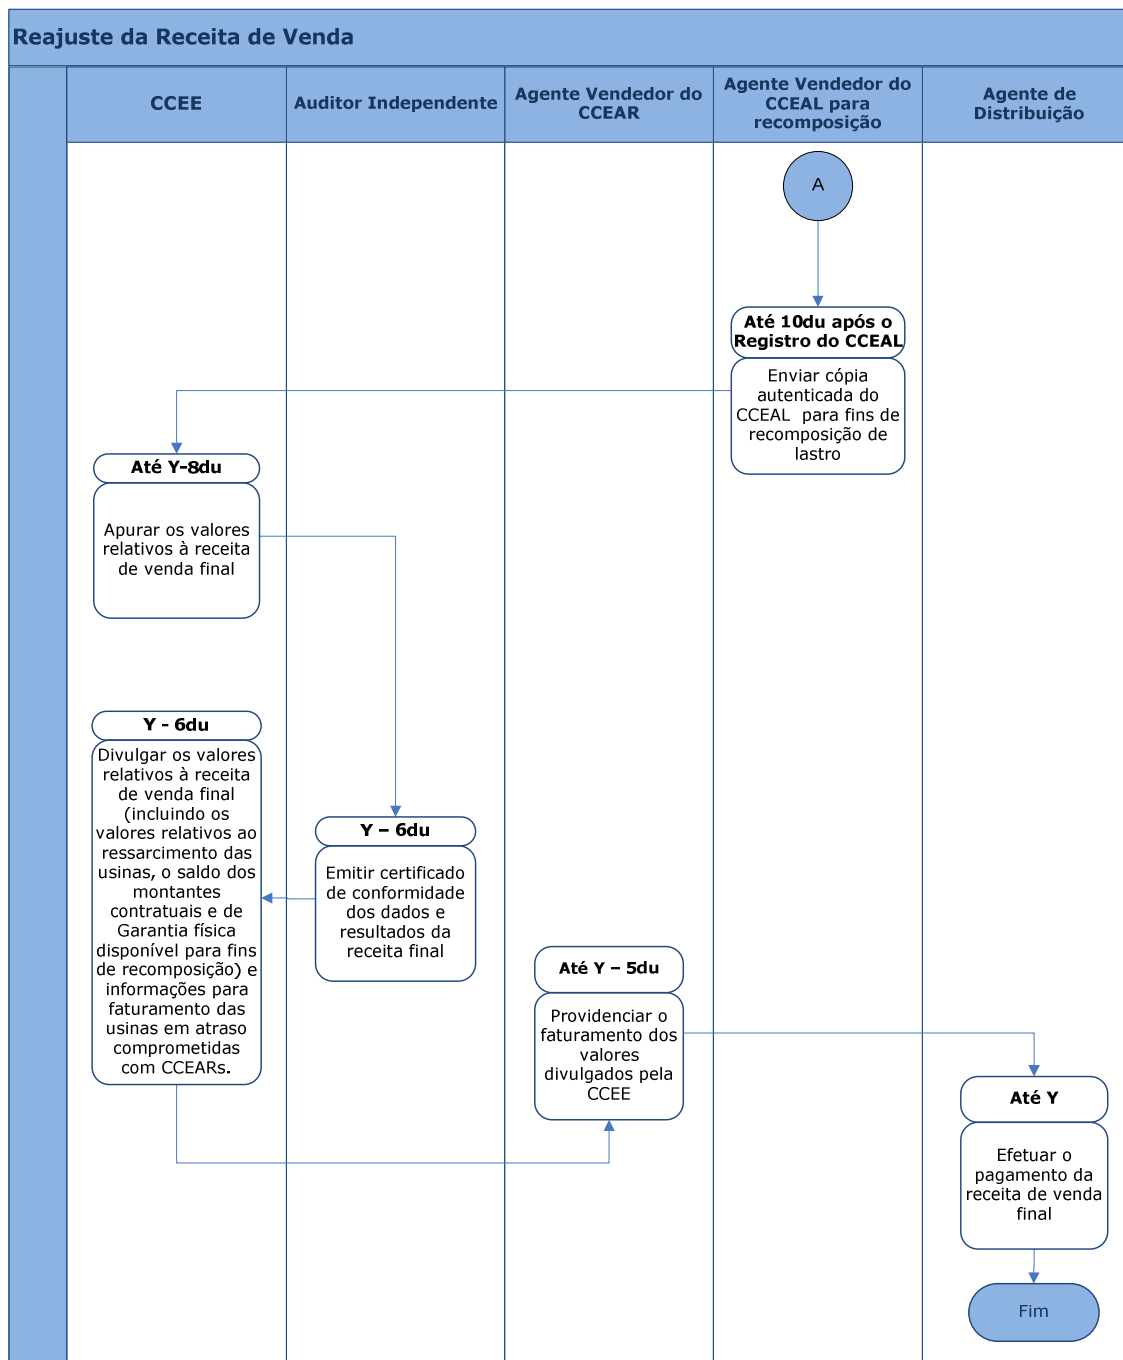 Reajuste da Receita de Venda
CCEE
Auditor Independente
Agente Vendedor do
CCEAR
Agente Vendedor do
CCEAL para
recomposição
Agente de
Distribuição
A
Até 10du após o
Registro do CCEAL
Enviar cópia
autenticada do
CCEAL para fins de
recomposição de
lastro
Até Y-8du
Apurar os valores
relativos à receita
de venda final
Y – 6du
Emitir certificado
de conformidade
dos dados e
resultados da
receita final
Y - 6du
Divulgar os valores
relativos à receita
de venda final
(incluindo os
valores relativos ao
ressarcimento das
usinas, o saldo dos
montantes
contratuais e de
Garantia física
disponível para fins
de recomposição) e
informações para
faturamento das
usinas em atraso
comprometidas
com CCEARs.
Até Y – 5du
Providenciar o
faturamento dos
valores
divulgados pela
CCEE
Até Y
Efetuar o
pagamento da
receita de venda
final
Fim